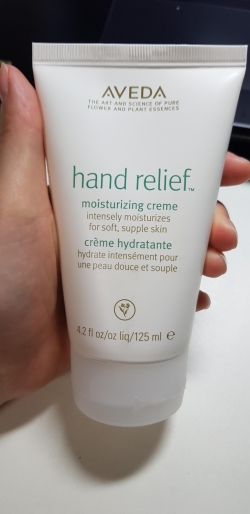 AVEDA
THE ART AND SCIENCE OF PURE
FLOWER AND PLANT ESSENCES
hand relief™
moisturizing creme
intensely moisturizes
for soft, supple skin
crème hydratante
hydrate intensément pour
une peau douce et souple
4.2 fl oz/oz liq/125 ml ℮